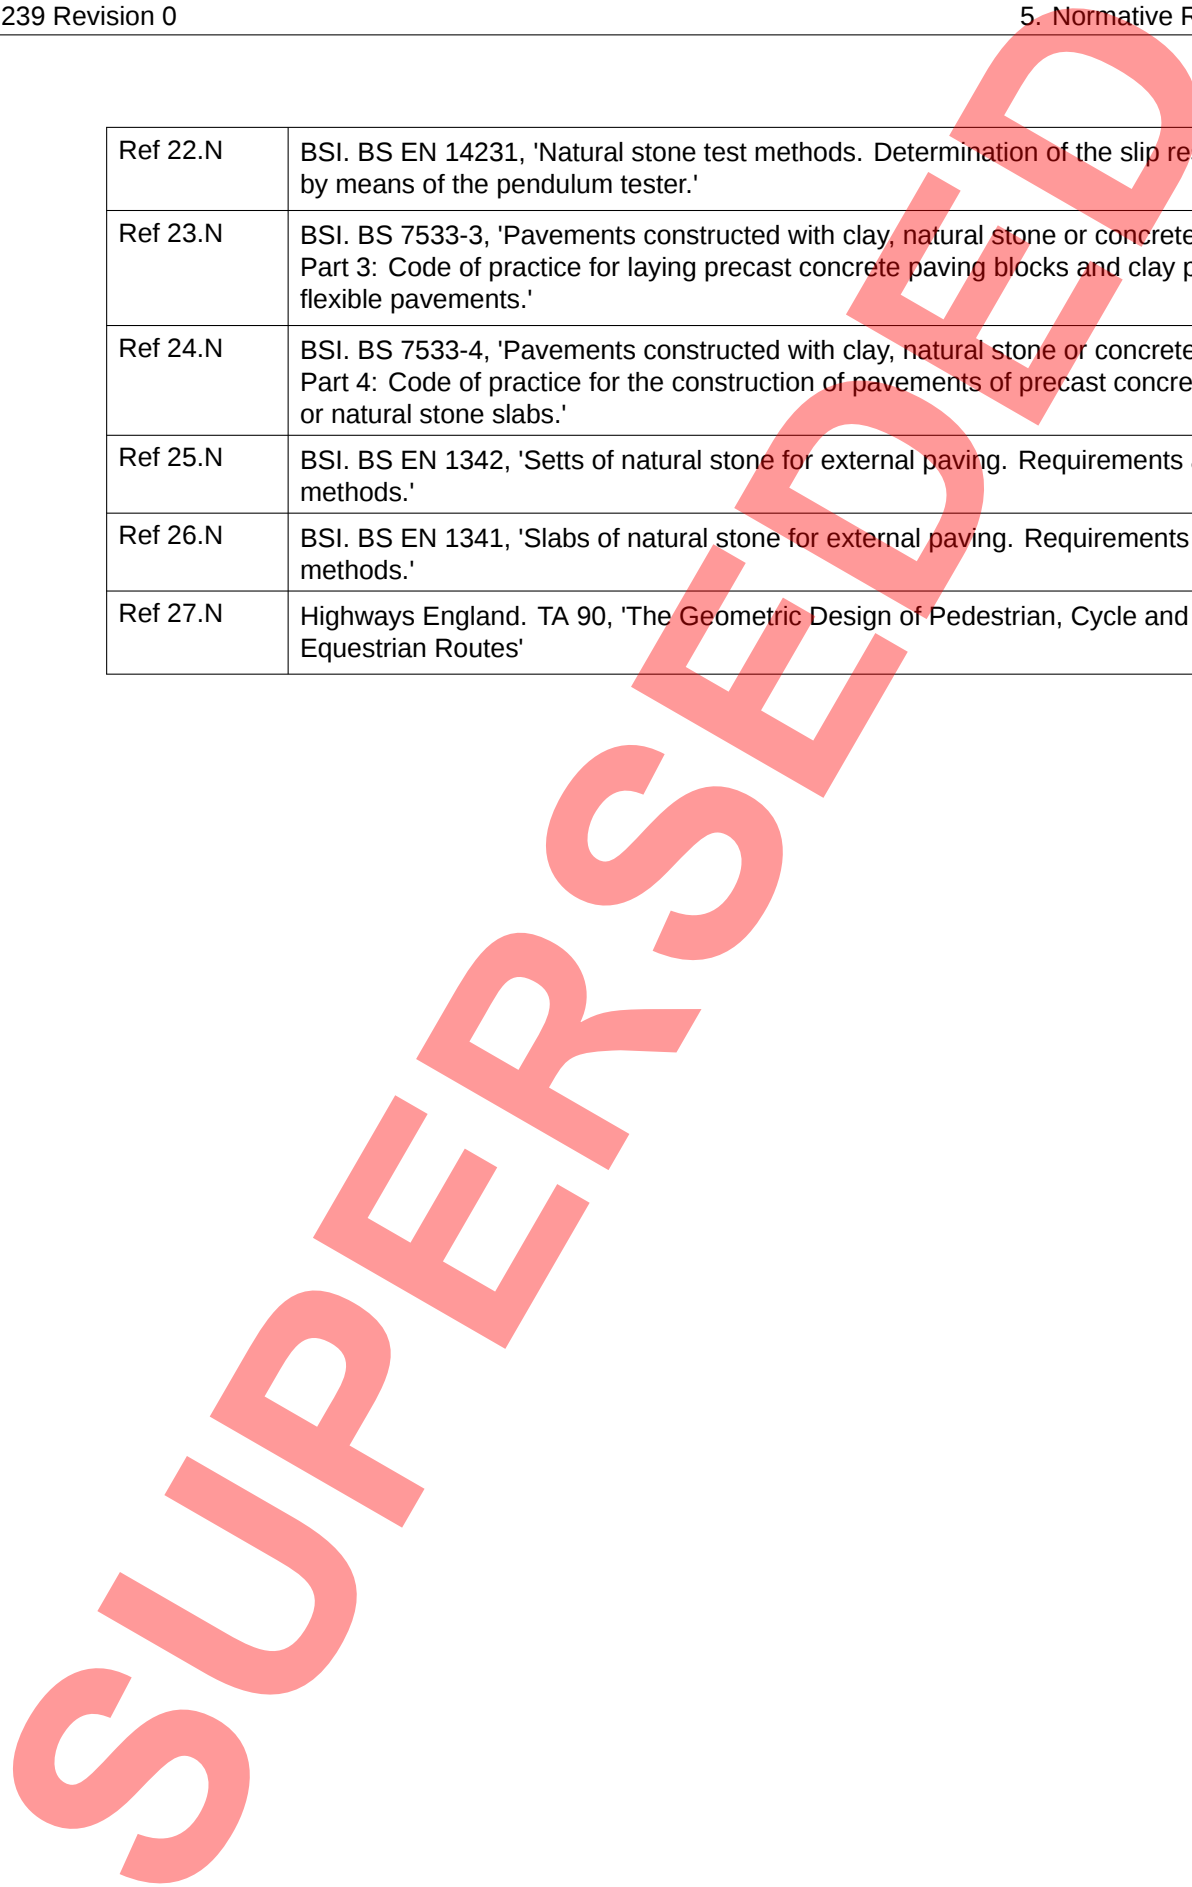 239 Revision 0 5. Normative
Ref 22.N BSI. BS EN 14231, 'Natural stone test methods. Determination of the slip
by means of the pendulum tester.'
Ref 23.N BSI. BS 7533-3, 'Pavements constructed with clay, natural stone or concrete
Part 3: Code of practice for laying precast concrete paving blocks and clay
flexible pavements.'
Ref 24.N BSI. BS 7533-4, 'Pavements constructed with clay, natural stone or concrete
Part 4: Code of practice for the construction of pavements of precast
or natural stone slabs.'
Ref 25.N BSI. BS EN 1342, 'Setts of natural stone for external paving. Requirements
methods.'
Ref 26.N BSI. BS EN 1341, 'Slabs of natural stone for external paving. Requirements
methods.'
Ref 27.N Highways England. TA 90, 'The Geometric Design of Pedestrian, Cycle and
Equestrian Routes'
SUPERSEDED